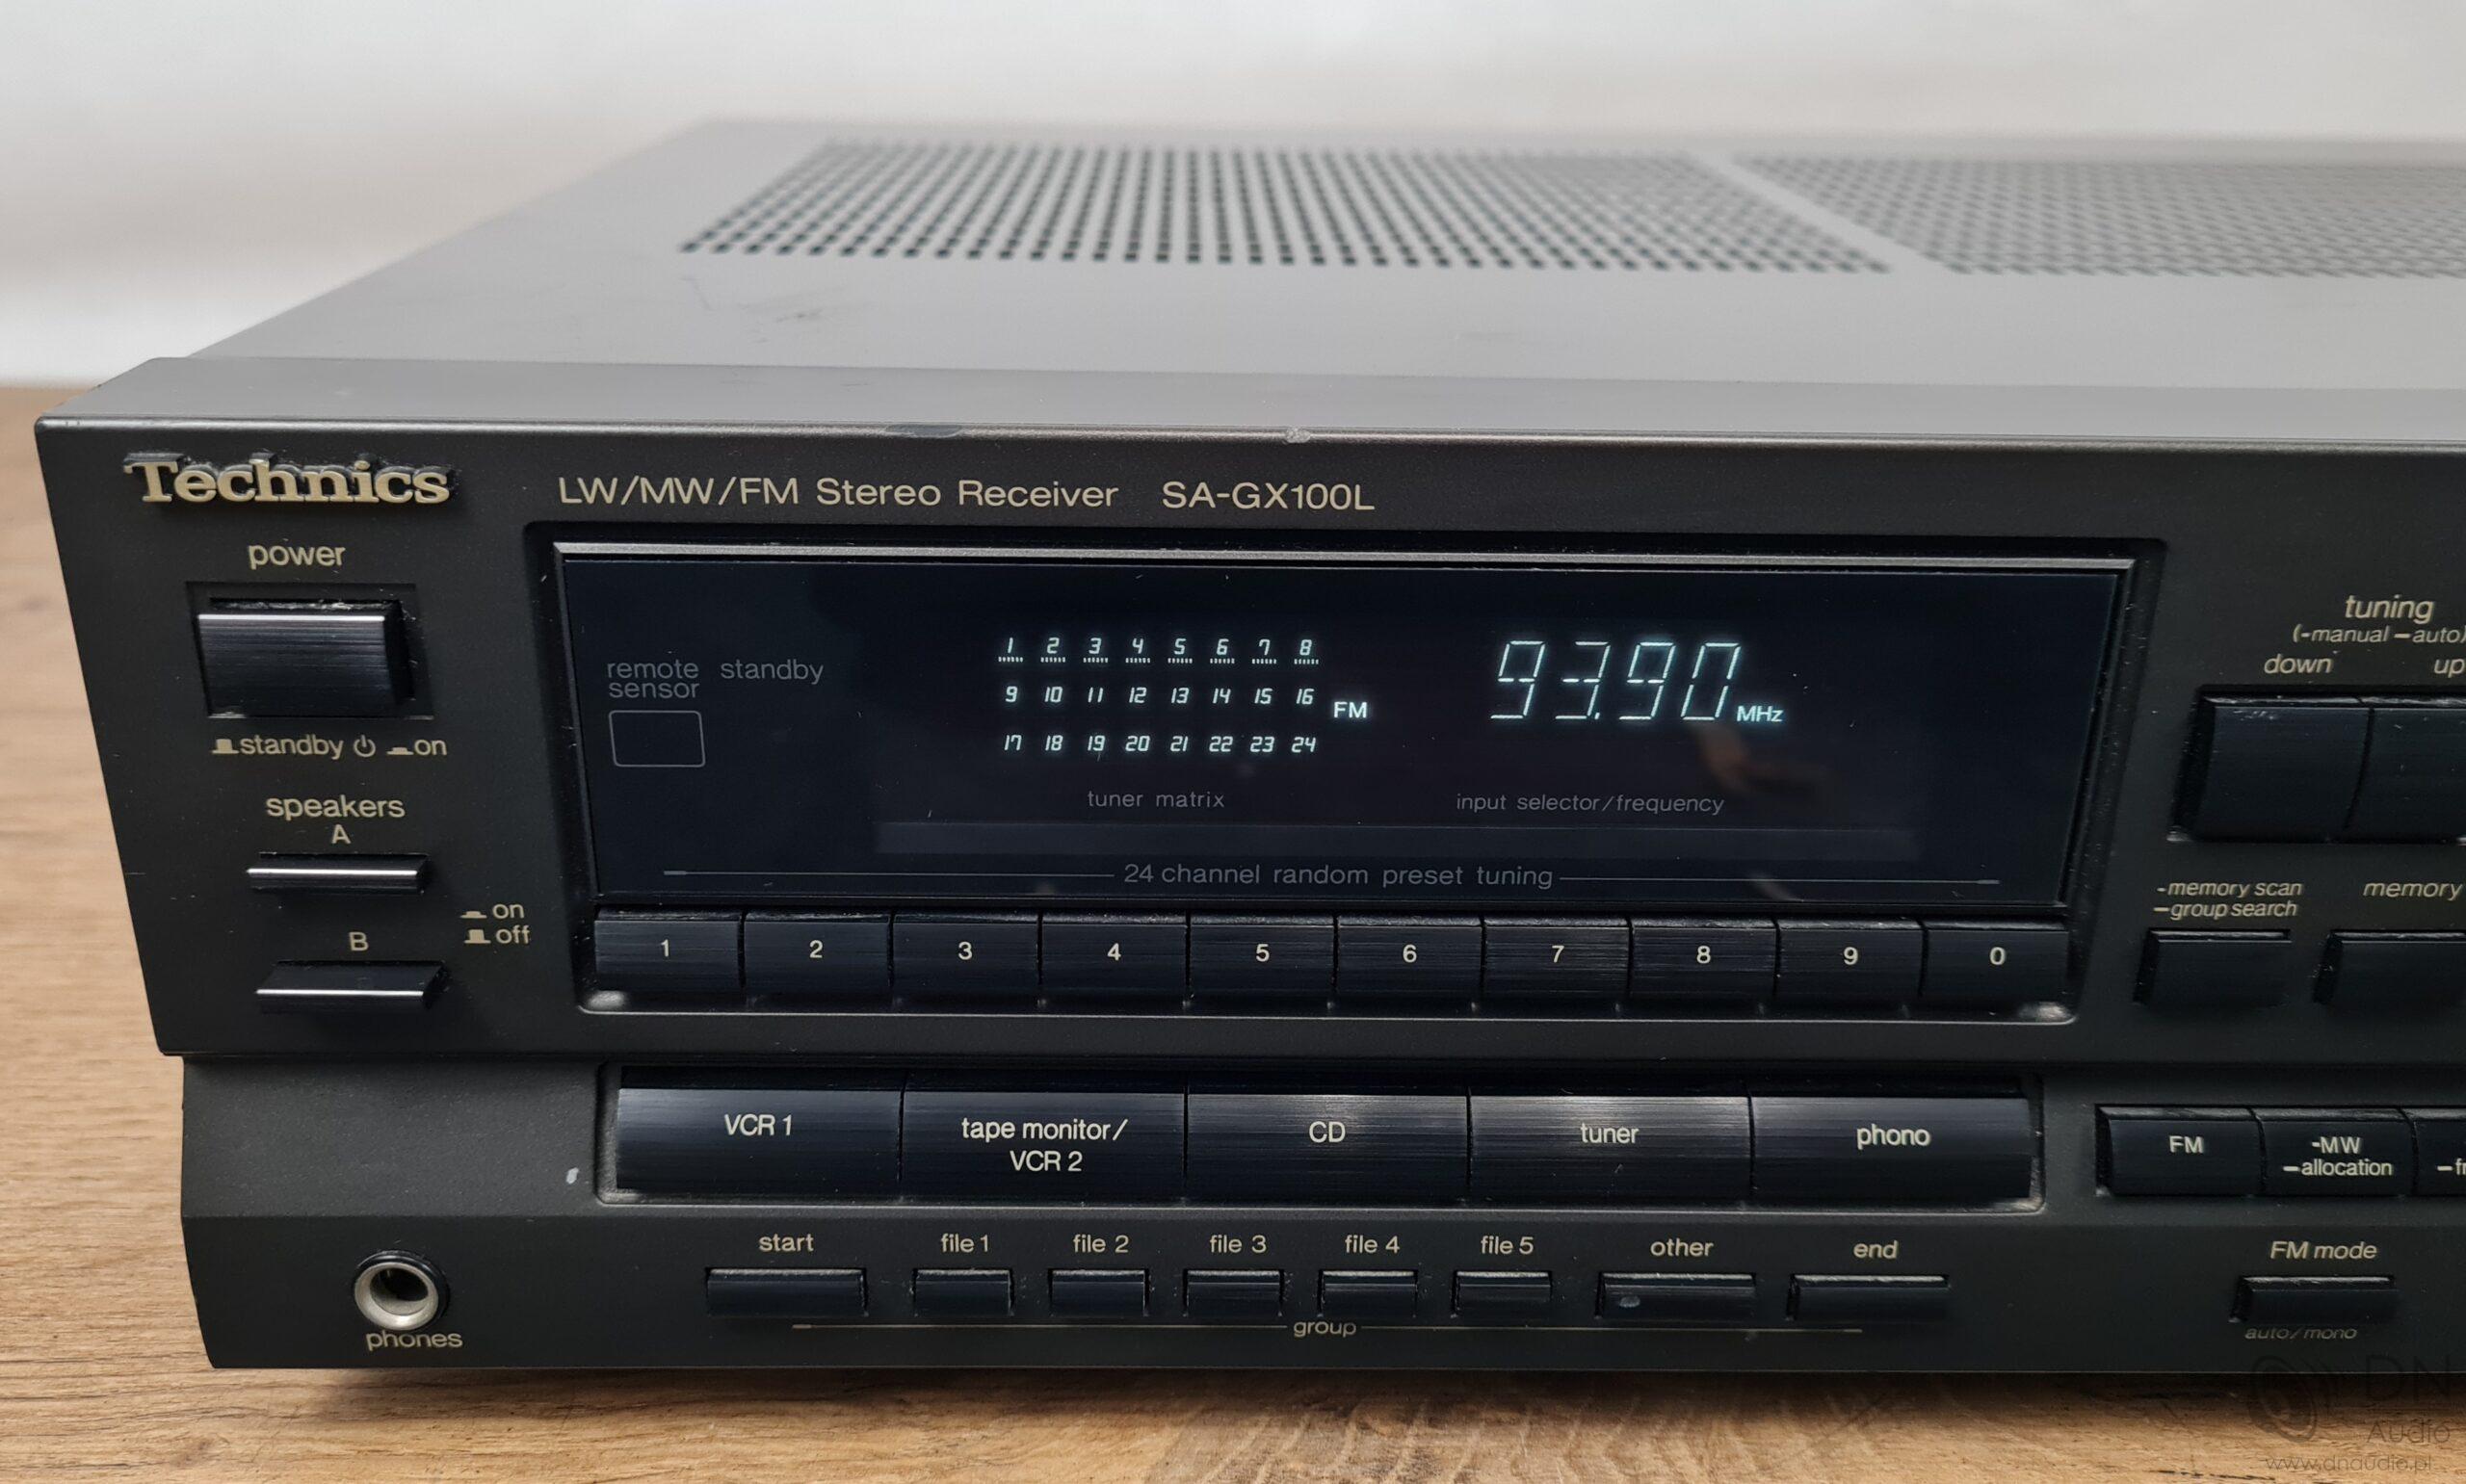 Technics
LW/MW/FM Stereo Receiver SA-GX100L
power
standby on
speakers
A
B
on
off
remote sensor
standby
1 2 3 4 5 6 7 8
9 10 11 12 13 14 15 16
17 18 19 20 21 22 23 24
FM
93.90 MHz
tuner matrix
input selector/frequency
24 channel random preset tuning
1 2 3 4 5 6 7 8 9 0
tuning
(-manual —auto)
down up
-memory scan
—group search
memory
VCR 1
tape monitor/
VCR 2
CD
tuner
phono
FM
-MW
—allocation
start file 1 file 2 file 3 file 4 file 5 other end
group
FM mode
auto/mono
phones
DN
Audio
www.dnaudio.pl